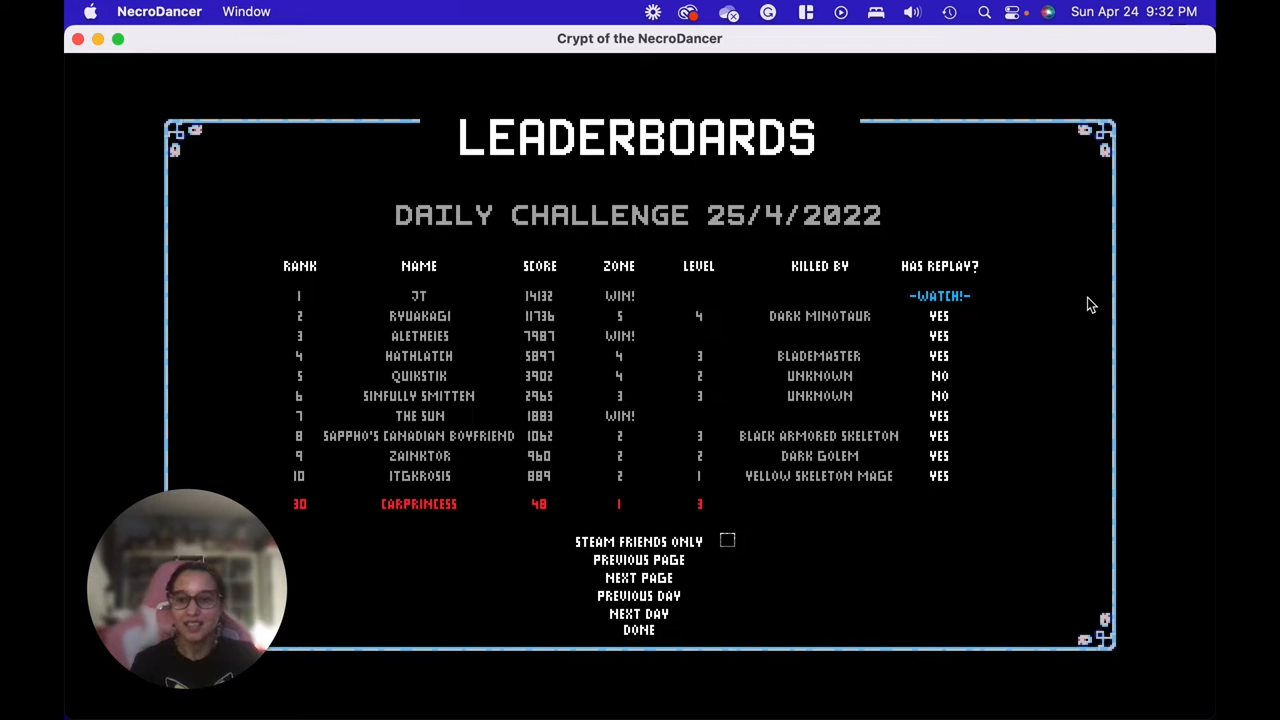 NecroDancer Window Sun Apr 24 9:32 PM
Crypt of the NecroDancer
LEADERBOARDS
DAILY CHALLENGE 25/4/2022
RANK NAME SCORE ZONE LEVEL KILLED BY HAS REPLAY?
1 JT 14132 WIN! -WATCH!-
2 RYUAKAGI 11736 5 4 DARK MINOTAUR YES
3 ALETHEIES 7987 WIN! YES
4 HATHLATCH 5897 4 3 BLADEMASTER YES
5 QUIKSTIK 3902 4 2 UNKNOWN NO
6 SINFULLY SMITTEN 2965 3 3 UNKNOWN NO
7 THE SUN 1883 WIN! YES
8 SAPPHO'S CANADIAN BOYFRIEND 1062 2 3 BLACK ARMORED SKELETON YES
9 ZAINKTOR 960 2 2 DARK GOLEM YES
10 ITGKROSIS 889 2 1 YELLOW SKELETON MAGE YES
30 CARPRINCESS 48 1 3
STEAM FRIENDS ONLY
PREVIOUS PAGE
NEXT PAGE
PREVIOUS DAY
NEXT DAY
DONE